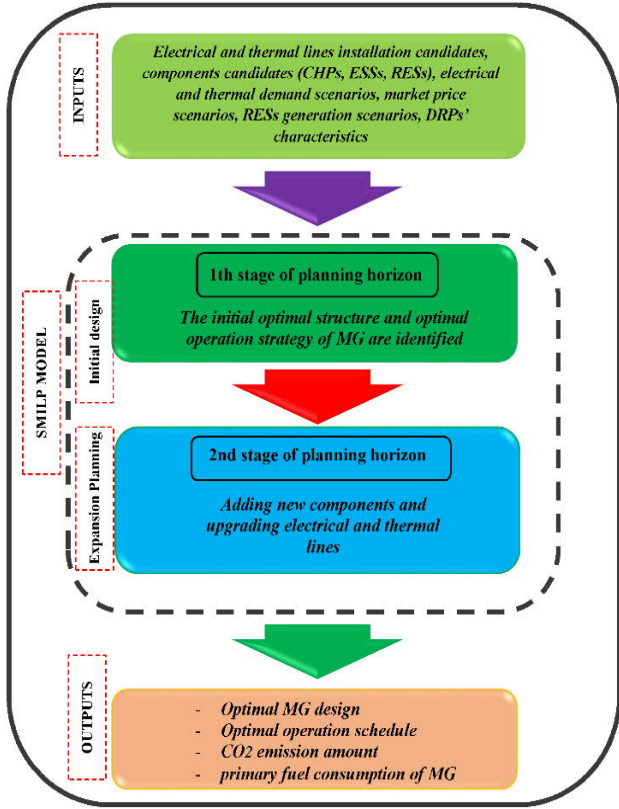 INPUTS
Electrical and thermal lines installation candidates,
components candidates (CHPs, ESSs, RESs), electrical
and thermal demand scenarios, market price
scenarios, RESs generation scenarios, DRPs'
characteristics
SMILP MODEL
Initial design
1th stage of planning horizon
The initial optimal structure and optimal
operation strategy of MG are identified
Expansion Planning
2nd stage of planning horizon
Adding new components and
upgrading electrical and thermal
lines
OUTPUTS
- Optimal MG design
- Optimal operation schedule
- CO2 emission amount
- primary fuel consumption of MG